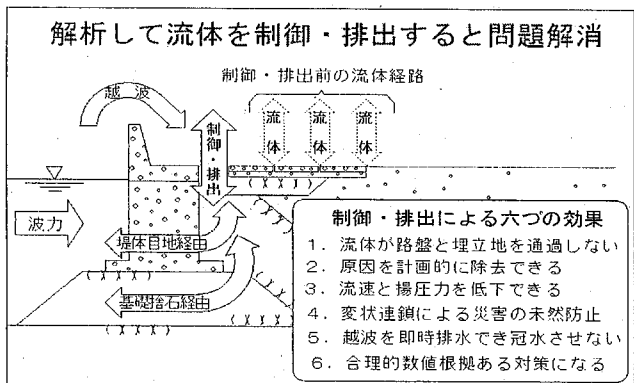 解析して流体を制御・排出すると問題解消
制御・排出前の流体経路
越波
制御・排出
流体
流体
流体
波力
堤体目地経由
基礎捨石経由
制御・排出による六つの効果
1．流体が路盤と埋立地を通過しない
2．原因を計画的に除去できる
3．流速と揚圧力を低下できる
4．変状連鎖による災害の未然防止
5．越波を即時排水でき冠水させない
6．合理的数値根拠ある対策になる